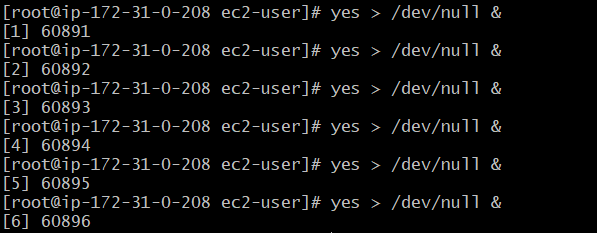 [root@ip-172-31-0-208 ec2-user]# yes > /dev/null &
[1] 60891
[root@ip-172-31-0-208 ec2-user]# yes > /dev/null &
[2] 60892
[root@ip-172-31-0-208 ec2-user]# yes > /dev/null &
[3] 60893
[root@ip-172-31-0-208 ec2-user]# yes > /dev/null &
[4] 60894
[root@ip-172-31-0-208 ec2-user]# yes > /dev/null &
[5] 60895
[root@ip-172-31-0-208 ec2-user]# yes > /dev/null &
[6] 60896